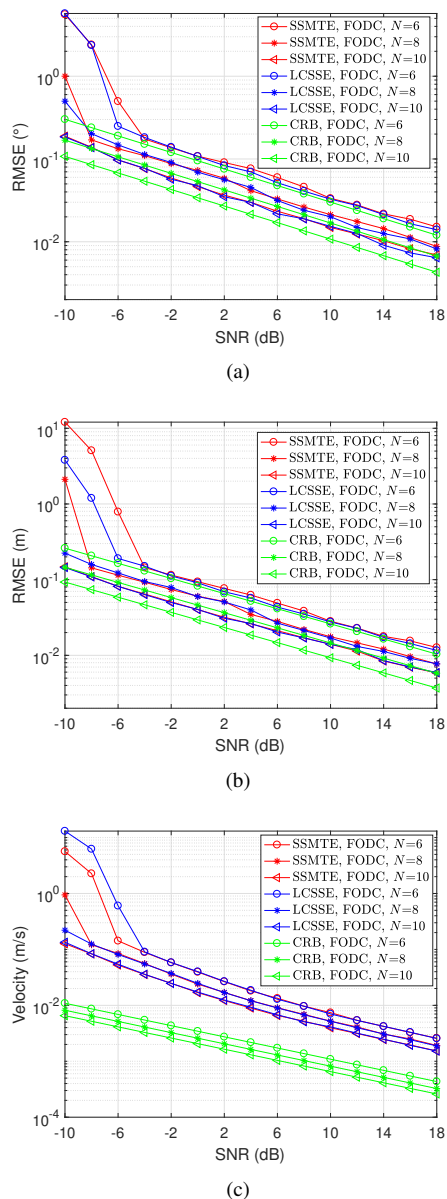 10^0
10^-1
10^-2
RMSE (°)
SSMTE, FODC, N=6
SSMTE, FODC, N=8
SSMTE, FODC, N=10
LCSSE, FODC, N=6
LCSSE, FODC, N=8
LCSSE, FODC, N=10
CRB, FODC, N=6
CRB, FODC, N=8
CRB, FODC, N=10
-10 -6 -2 2 6 10 14 18
SNR (dB)
(a)
10^1
10^0
10^-1
10^-2
RMSE (m)
SSMTE, FODC, N=6
SSMTE, FODC, N=8
SSMTE, FODC, N=10
LCSSE, FODC, N=6
LCSSE, FODC, N=8
LCSSE, FODC, N=10
CRB, FODC, N=6
CRB, FODC, N=8
CRB, FODC, N=10
-10 -6 -2 2 6 10 14 18
SNR (dB)
(b)
10^0
10^-2
10^-4
Velocity (m/s)
SSMTE, FODC, N=6
SSMTE, FODC, N=8
SSMTE, FODC, N=10
LCSSE, FODC, N=6
LCSSE, FODC, N=8
LCSSE, FODC, N=10
CRB, FODC, N=6
CRB, FODC, N=8
CRB, FODC, N=10
-10 -6 -2 2 6 10 14 18
SNR (dB)
(c)